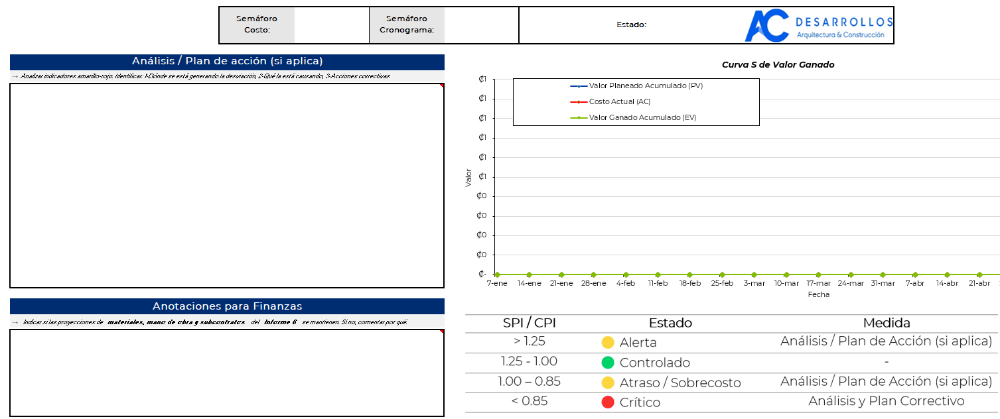 Semáforo
Costo:
Semáforo
Cronograma:
Estado:
AC DESARROLLOS
Arquitectura & Construcción
Análisis / Plan de acción (si aplica)
→ Analizar indicadores amarillo-rojo. Identificar: 1-Dónde se está generando la desviación, 2-Qué la está causando, 3-Acciones correctivas
Anotaciones para Finanzas
→ Indicar si las proyecciones de materiales, mano de obra y subcontratos del Informe 6 se mantienen. Si no, comentar por qué.
Curva S de Valor Ganado
Valor Planeado Acumulado (PV)
Costo Actual (AC)
Valor Ganado Acumulado (EV)
Valor
₡1
₡1
₡1
₡1
₡1
₡1
₡0
₡0
₡0
₡0
₡-
7-ene 14-ene 21-ene 28-ene 4-feb 11-feb 18-feb 25-feb 3-mar 10-mar 17-mar 24-mar 31-mar 7-abr 14-abr 21-abr
Fecha
SPI / CPI Estado Medida
> 1.25 Alerta Análisis / Plan de Acción (si aplica)
1.25 - 1.00 Controlado -
1.00 – 0.85 Atraso / Sobrecosto Análisis / Plan de Acción (si aplica)
< 0.85 Crítico Análisis y Plan Correctivo